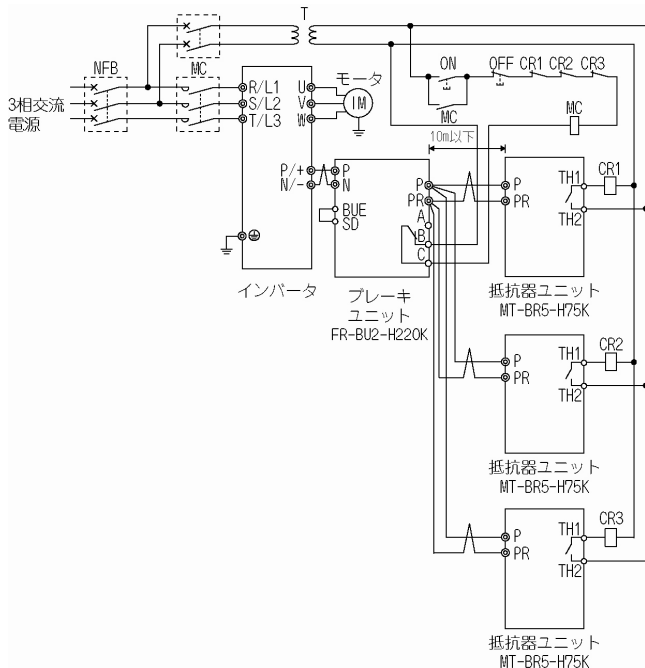 T
NFB
MC
ON
OFF
CR1
CR2
CR3
MC
MC
3相交流
電源
R/L1
S/L2
T/L3
U
V
W
モータ
IM
10m以下
P/+
N/-
P
N
BUE
SD
P
PR
A
B
C
P
PR
TH1
TH2
CR1
インバータ
ブレーキ
ユニット
FR-BU2-H220K
抵抗器ユニット
MT-BR5-H75K
P
PR
TH1
TH2
CR2
抵抗器ユニット
MT-BR5-H75K
P
PR
TH1
TH2
CR3
抵抗器ユニット
MT-BR5-H75K